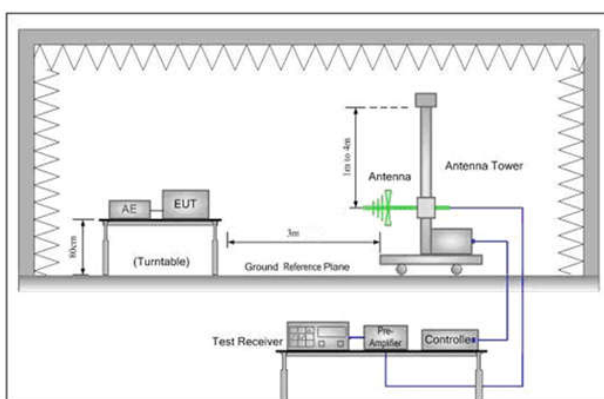 1m to 4m
Antenna
Antenna Tower
AE
EUT
80cm
(Turntable)
3m
Ground Reference Plane
Test Receiver
Pre-
Amplifier
Controller